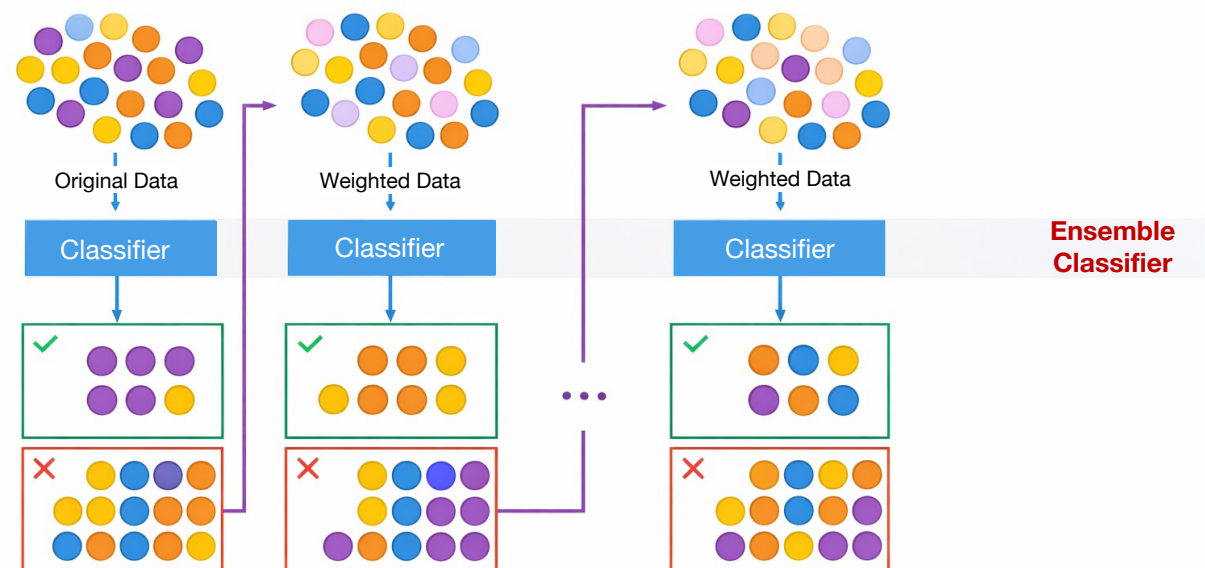 Original Data
Weighted Data
Weighted Data
Classifier
Classifier
Classifier
Ensemble
Classifier